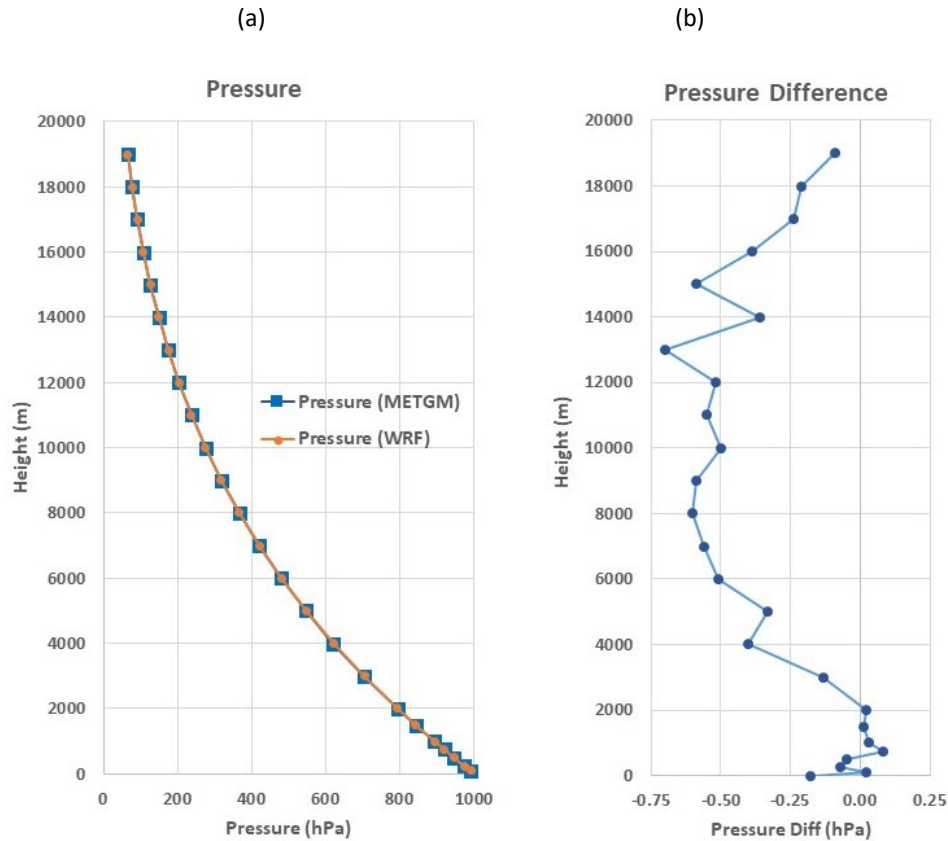 (a)
(b)
Pressure
Pressure Difference
20000
18000
16000
14000
12000
10000
8000
6000
4000
2000
0
Height (m)
Pressure (METGM)
Pressure (WRF)
0 200 400 600 800 1000
Pressure (hPa)
20000
18000
16000
14000
12000
10000
8000
6000
4000
2000
0
Height (m)
-0.75 -0.50 -0.25 0.00 0.25
Pressure Diff (hPa)